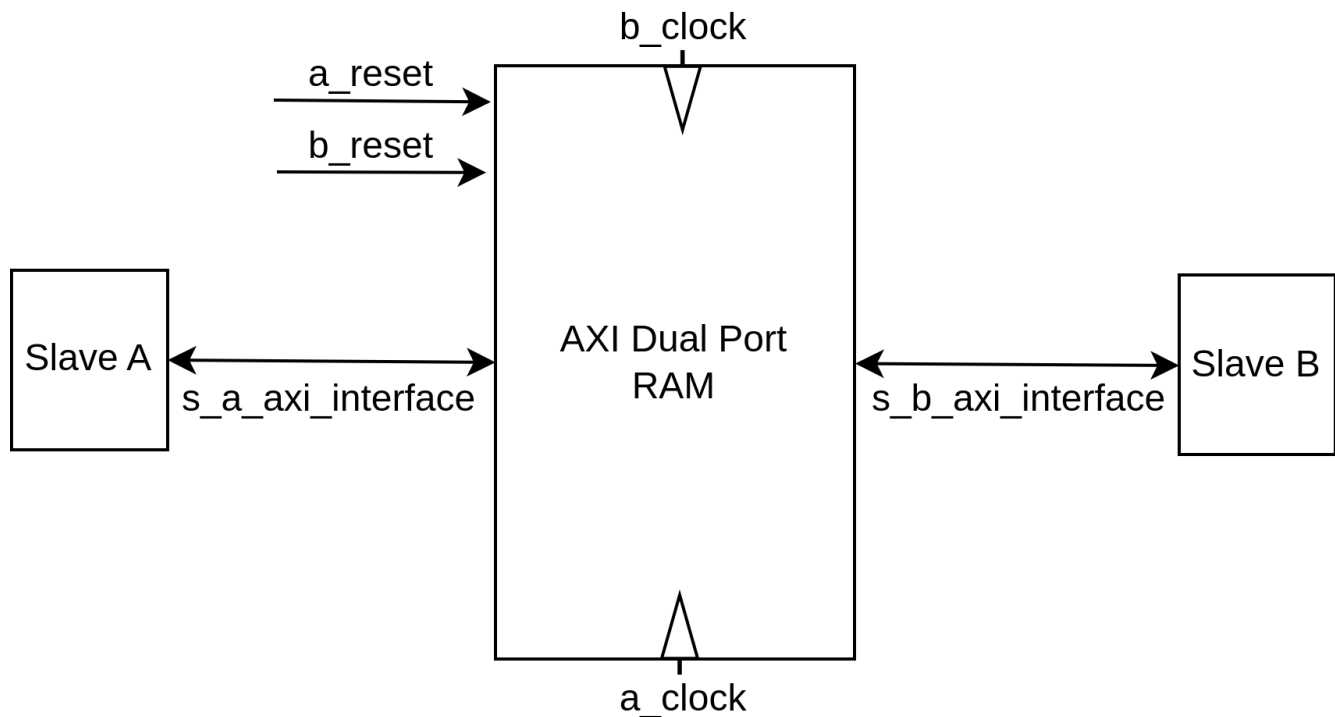 b_clock
a_reset
b_reset
Slave A
s_a_axi_interface
AXI Dual Port
RAM
s_b_axi_interface
Slave B
a_clock